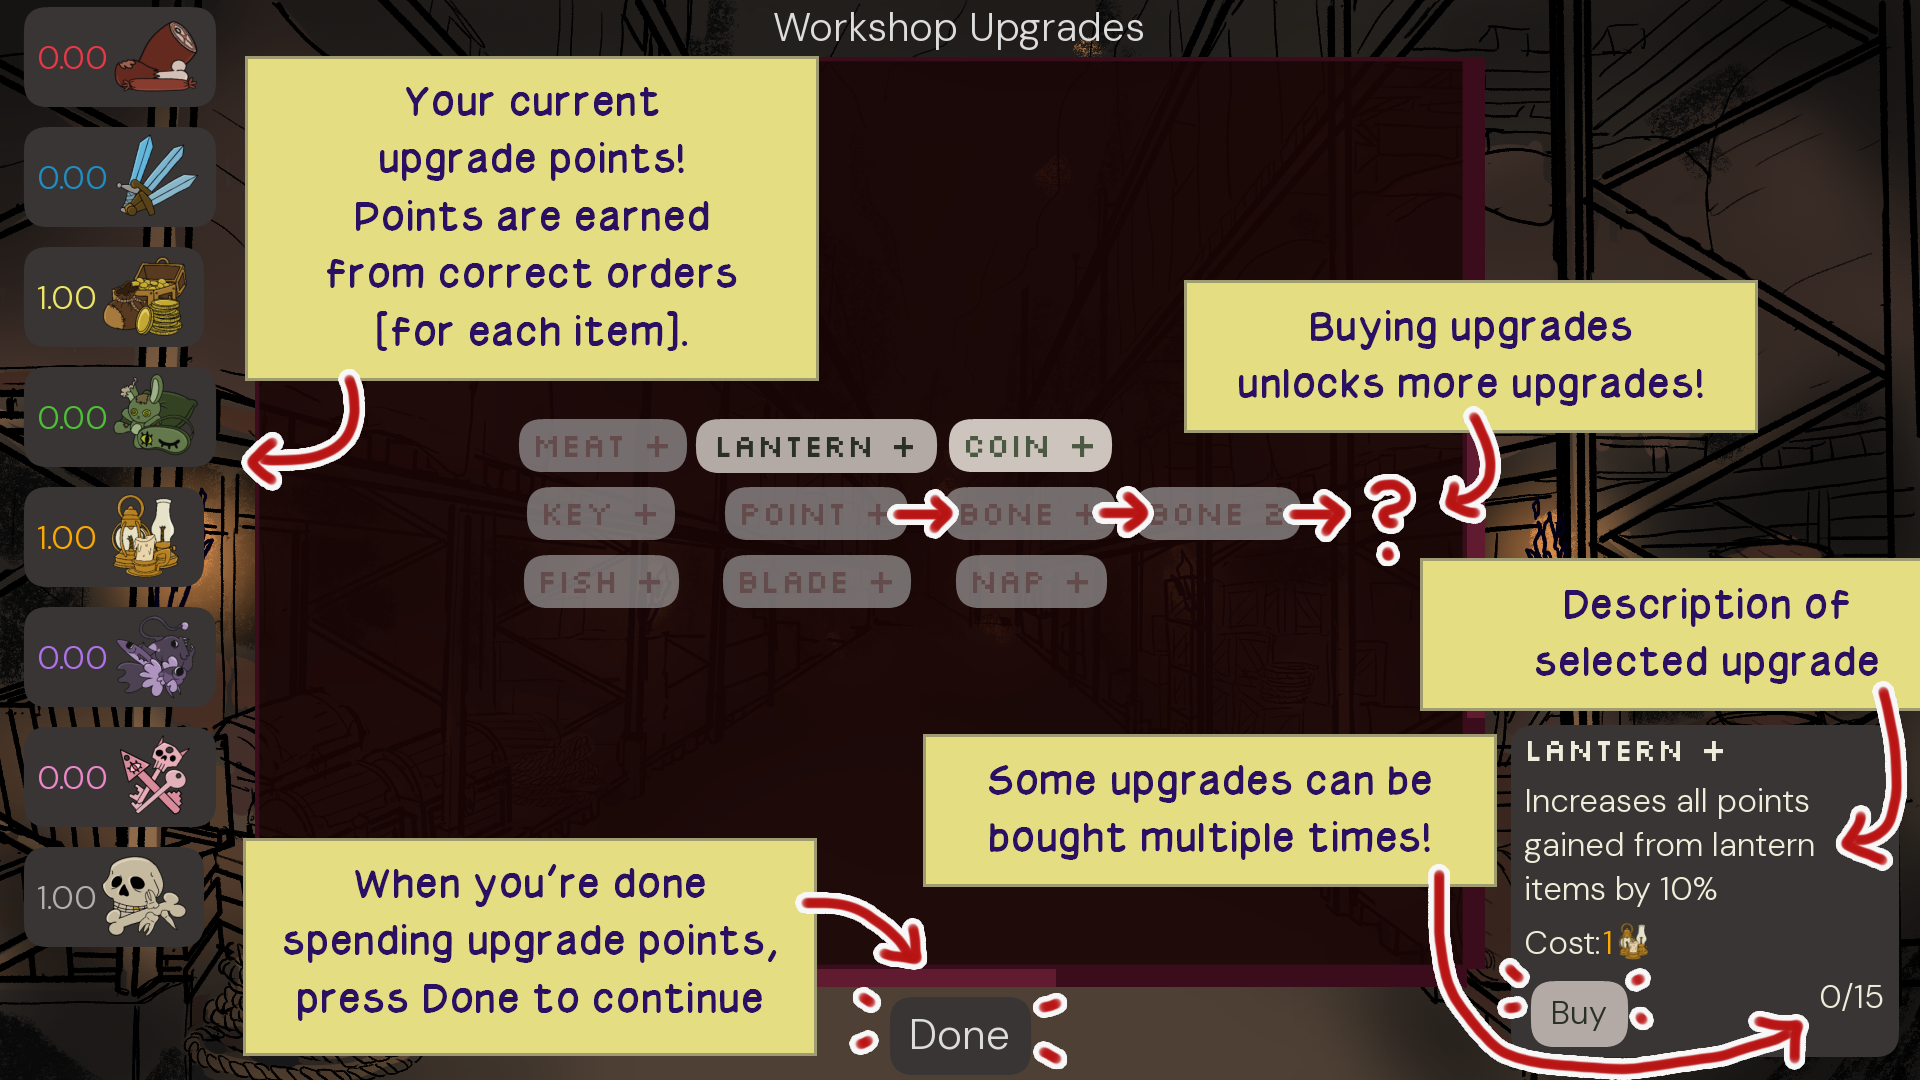 Workshop Upgrades
0.00
0.00
1.00
0.00
1.00
0.00
0.00
1.00
Your current
upgrade points!
Points are earned
from correct orders
[for each item].
Buying upgrades
unlocks more upgrades!
MEAT +
LANTERN +
COIN +
KEY +
POINT +
BONE +
BONE 2
?
FISH +
BLADE +
NAP +
Description of
selected upgrade
Some upgrades can be
bought multiple times!
LANTERN +
Increases all points
gained from lantern
items by 10%
Cost:1
Buy
0/15
When you're done
spending upgrade points,
press Done to continue
Done